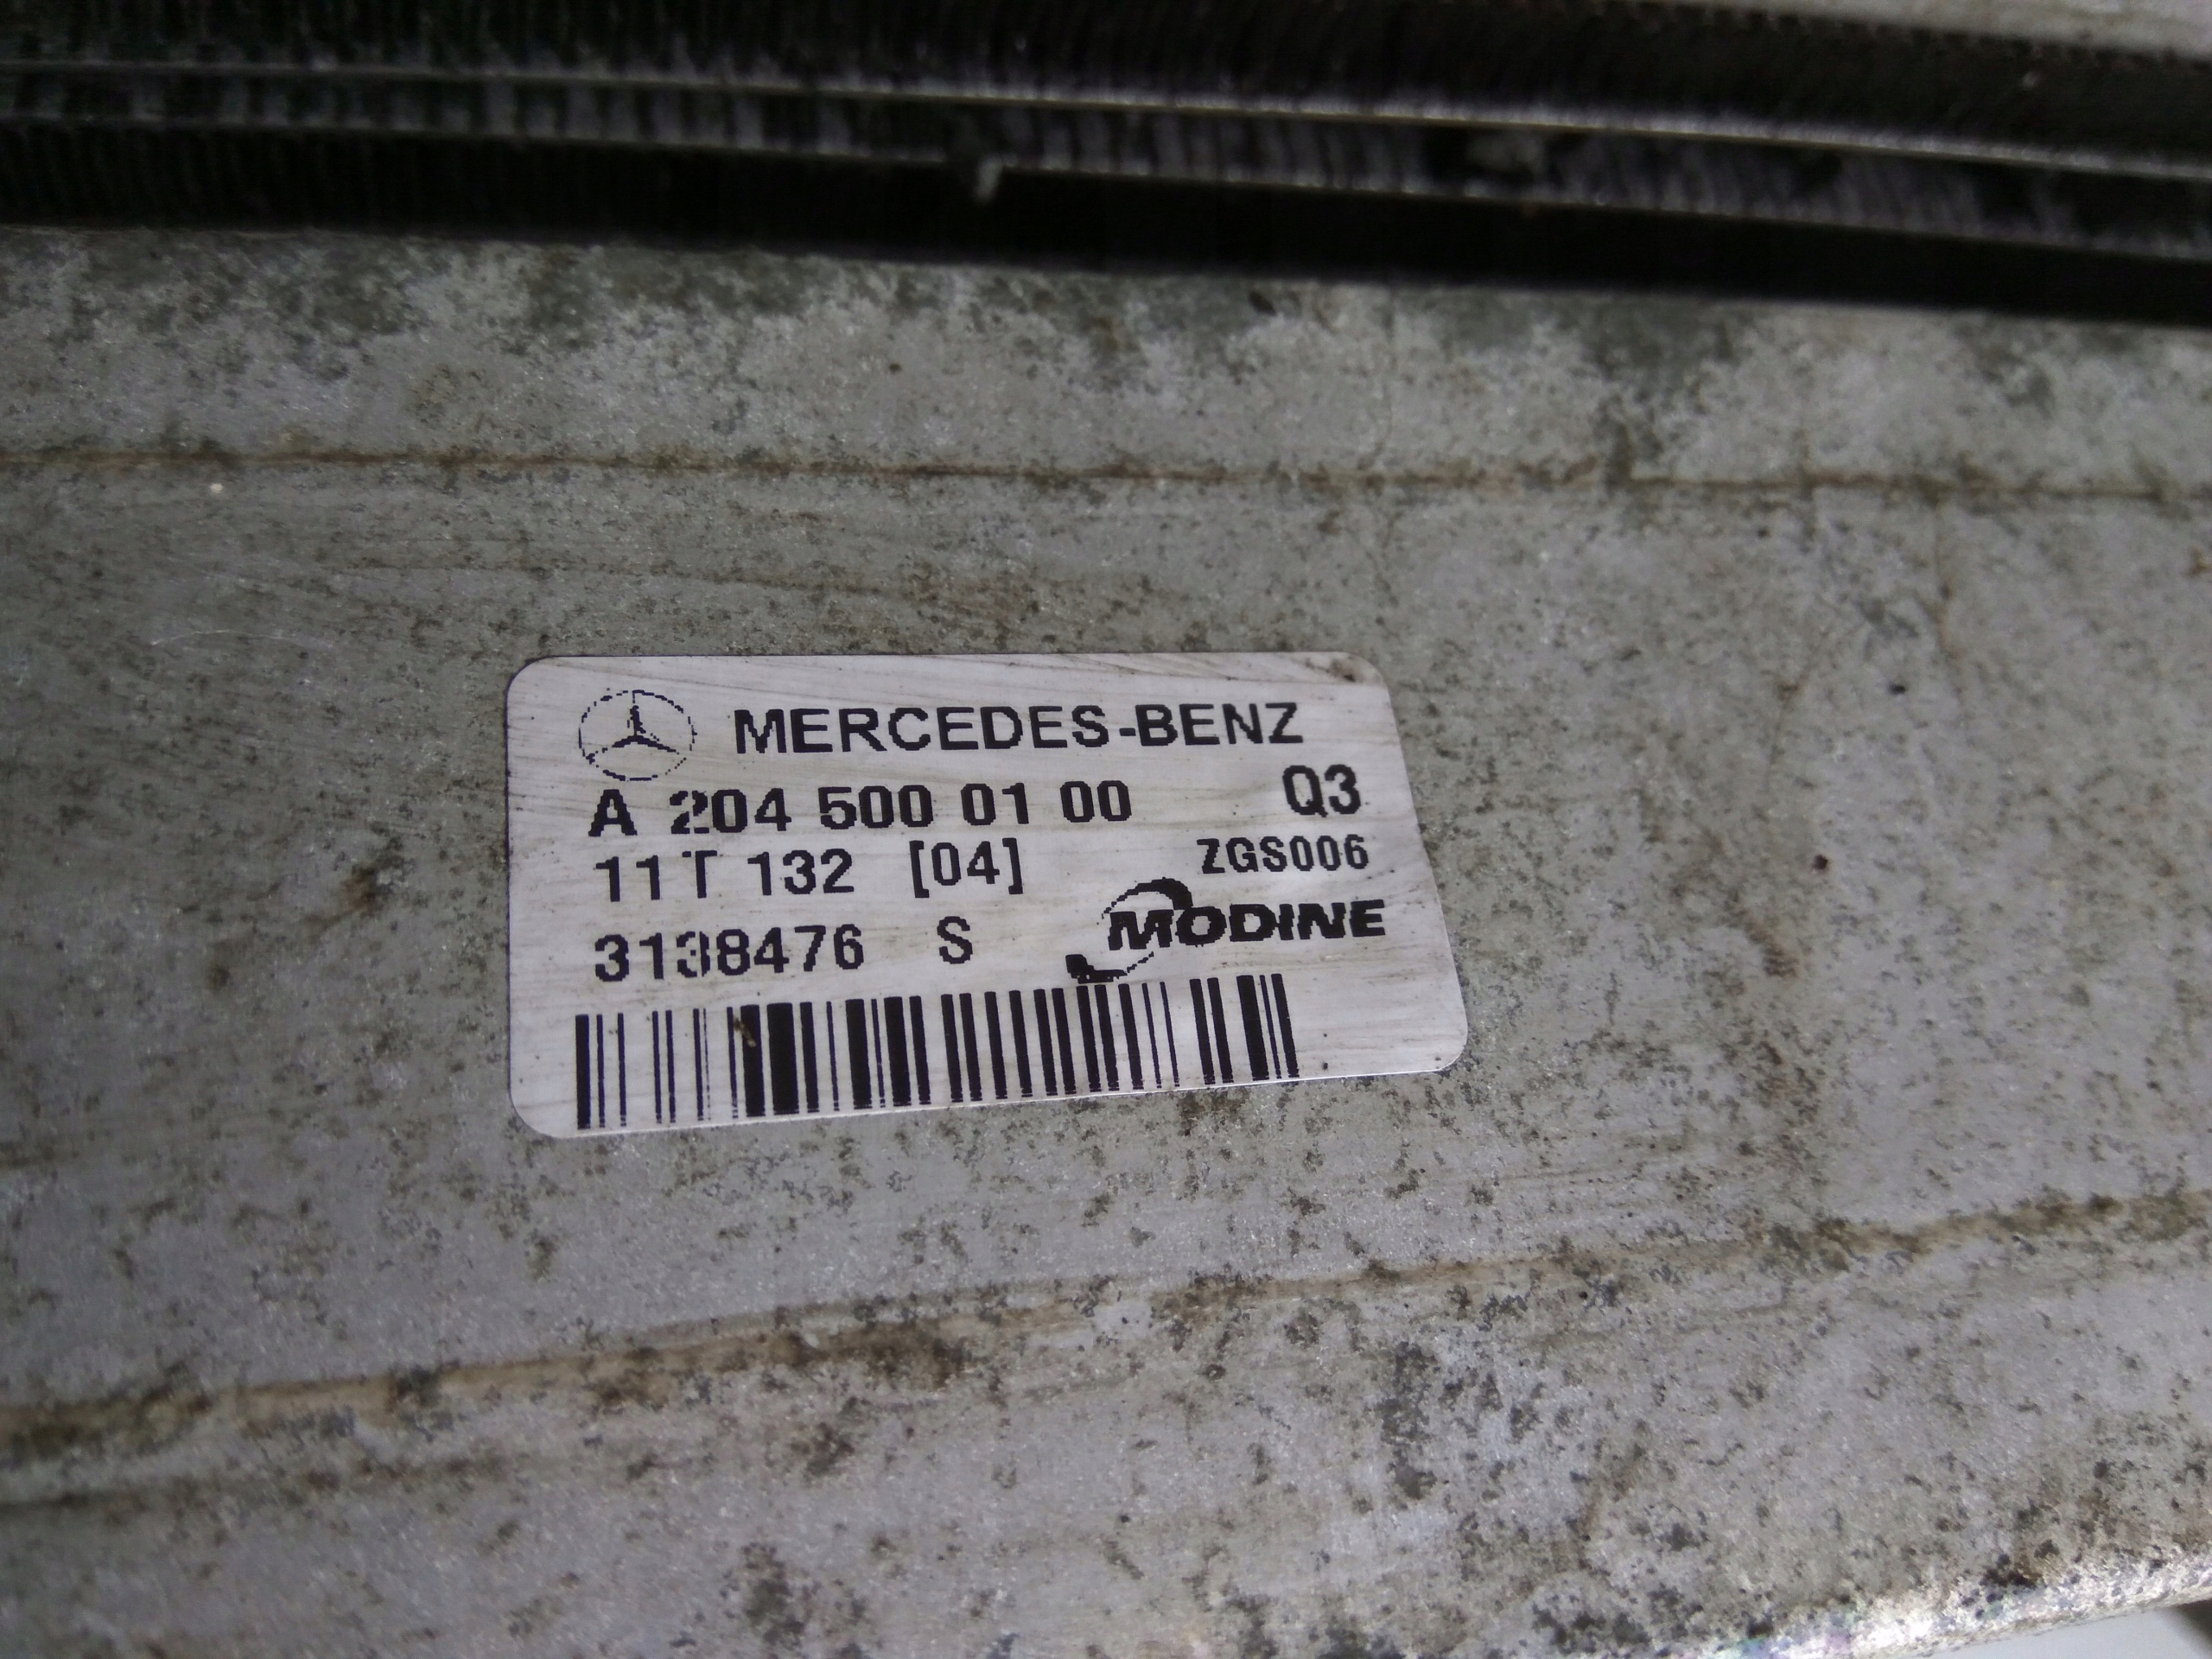 MERCEDES-BENZ
A 204 500 01 00 Q3
11 T 132 [04] ZGS006
3138476 S MODINE